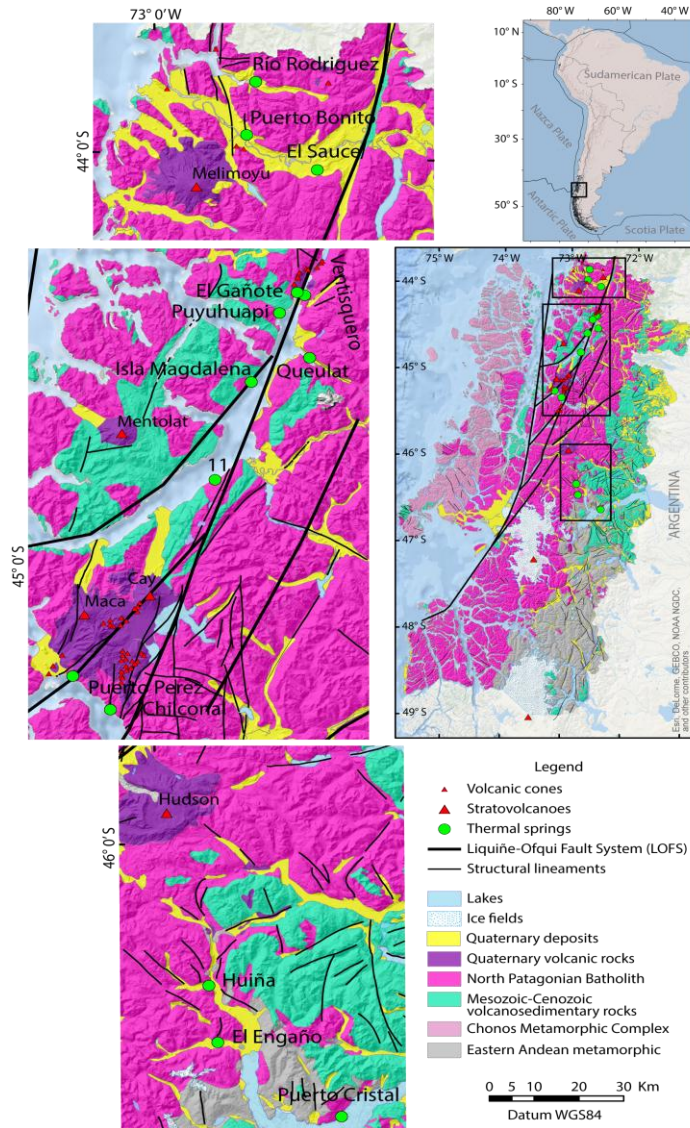 73° 0'W
Río Rodriguez
Puerto Bonito
El Sauce
Melimoyu
44° 0'S
80° W
60° W
40° W
10° N
10° S
30° S
50° S
Sudamerican Plate
Nazca Plate
Antartic Plate
Scotia Plate
El Gañote
Puyuhuapi
Ventisquero
Isla Magdalena
Queulat
Mentolat
11
45° 0'S
Cay
Maca
Puerto Perez
Chilconal
75° W
74° W
73° W
72° W
44° S
45° S
46° S
47° S
48° S
49° S
ARGENTINA
Esri, DeLorme, GEBCO, NOAA NGDC,
and other contributors
Hudson
46° 0'S
Huiña
El Engaño
Puerto Cristal
Legend
Volcanic cones
Stratovolcanoes
Thermal springs
Liquiñe-Ofqui Fault System (LOFS)
Structural lineaments
Lakes
Ice fields
Quaternary deposits
Quaternary volcanic rocks
North Patagonian Batholith
Mesozoic-Cenozoic
volcanosedimentary rocks
Chonos Metamorphic Complex
Eastern Andean metamorphic
0 5 10 20 30 Km
Datum WGS84